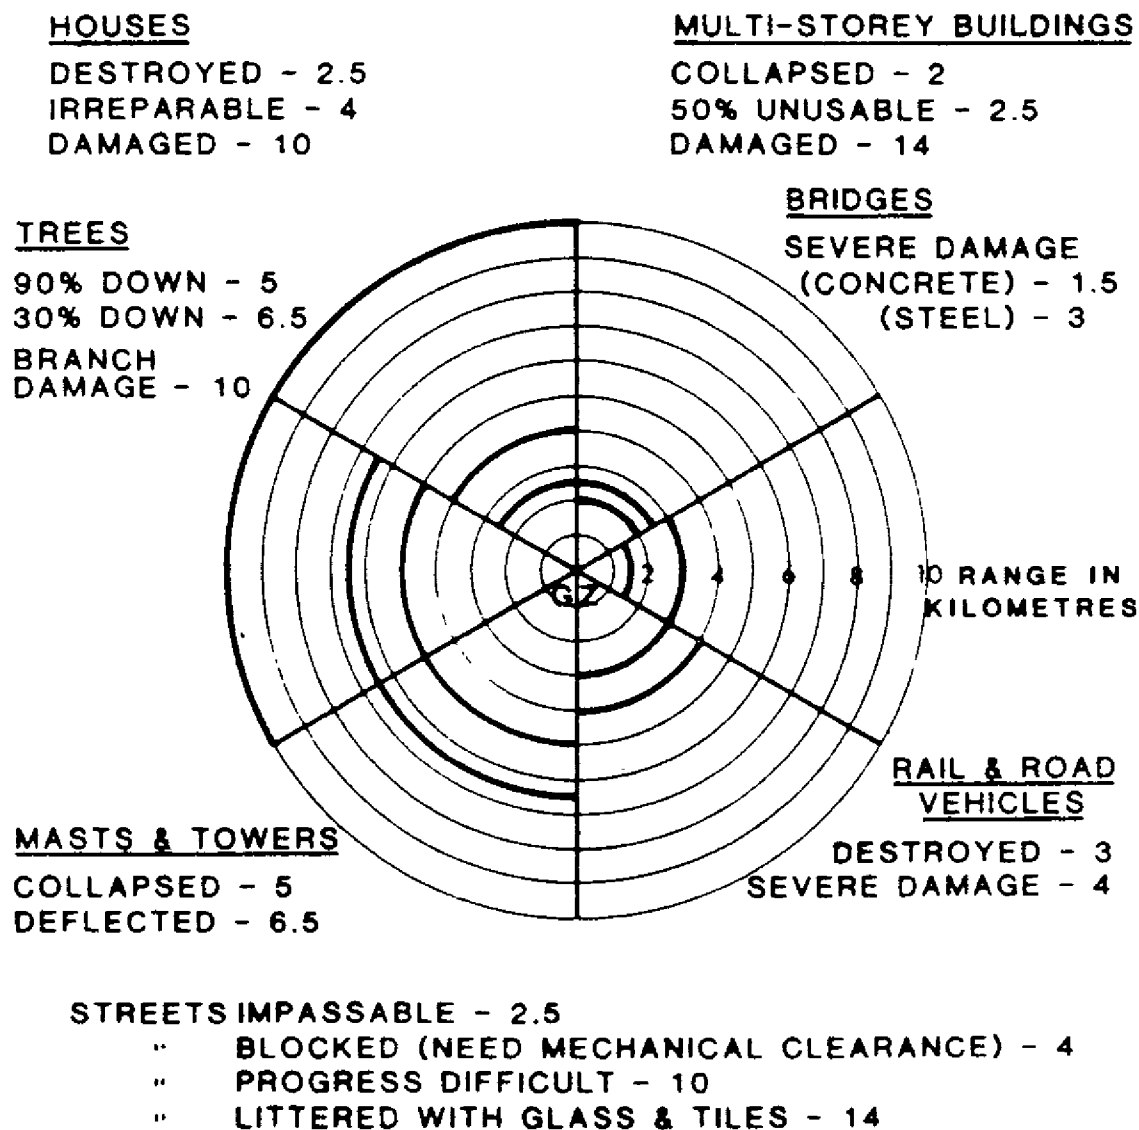 HOUSES
DESTROYED - 2.5
IRREPARABLE - 4
DAMAGED - 10
MULTI-STOREY BUILDINGS
COLLAPSED - 2
50% UNUSABLE - 2.5
DAMAGED - 14
TREES
90% DOWN - 5
30% DOWN - 6.5
BRANCH
DAMAGE - 10
BRIDGES
SEVERE DAMAGE
(CONCRETE) - 1.5
(STEEL) - 3
GZ
2 4 6 8 10 RANGE IN
KILOMETRES
MASTS & TOWERS
COLLAPSED - 5
DEFLECTED - 6.5
RAIL & ROAD
VEHICLES
DESTROYED - 3
SEVERE DAMAGE - 4
STREETS IMPASSABLE - 2.5
" BLOCKED (NEED MECHANICAL CLEARANCE) - 4
" PROGRESS DIFFICULT - 10
" LITTERED WITH GLASS & TILES - 14